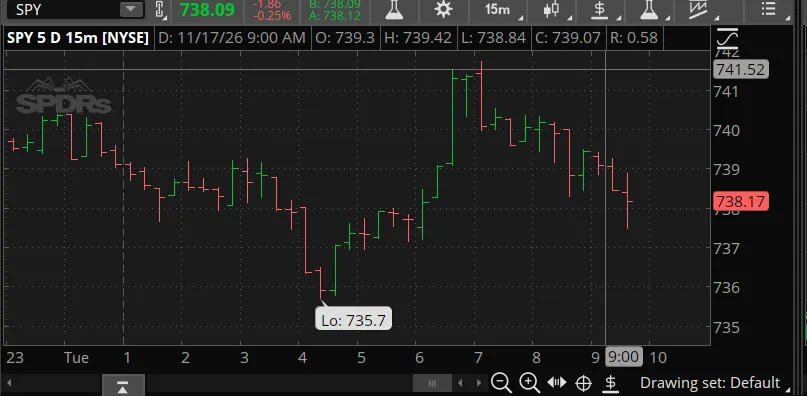 SPY 738.09 -1.86 -0.25% B: 738.09 A: 738.12 15m $
SPY 5 D 15m [NYSE] D: 11/17/26 9:00 AM O: 739.3 H: 739.42 L: 738.84 C: 739.07 R: 0.58
742
741.52
741
SPDRs
740
739
738.17
738
737
736
Lo: 735.7
735
23 Tue 1 2 3 4 5 6 7 8 9 9:00 10
$ Drawing set: Default